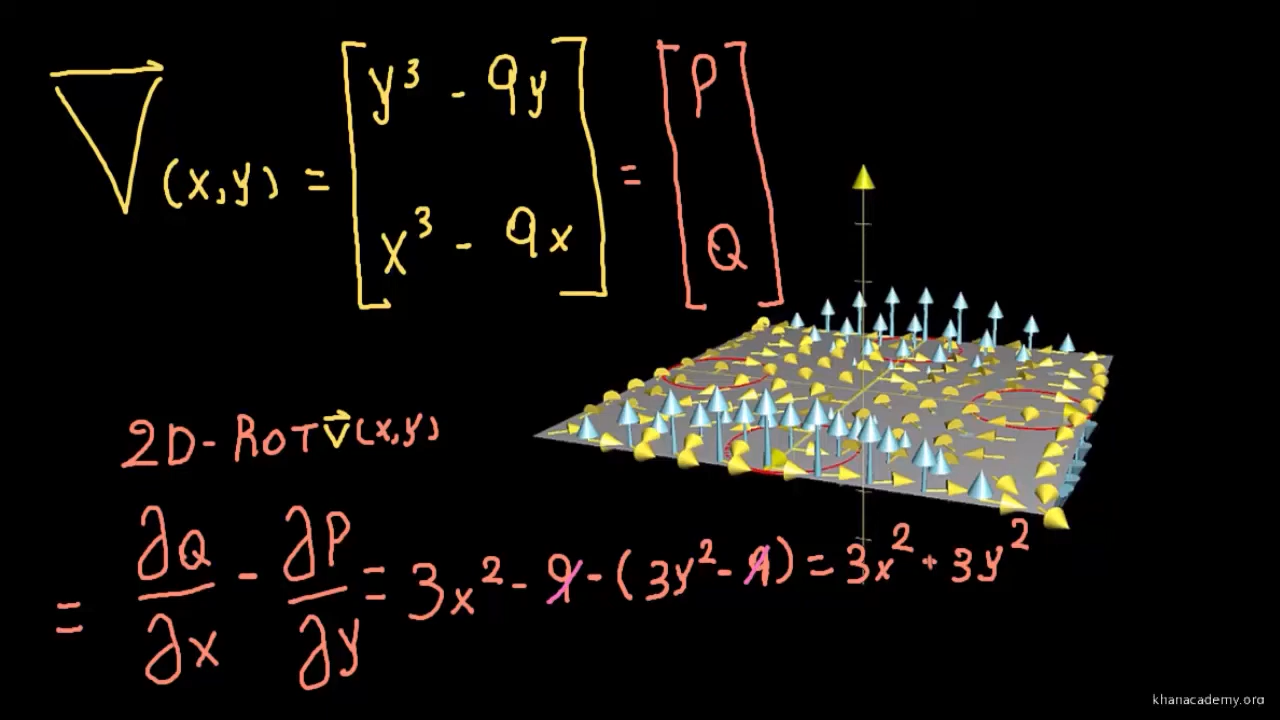 V⃗(x,y) = [ y³ - 9y ; x³ - 9x ] = [ P ; Q ]
2D-ROT v⃗(x,y)
= ∂Q/∂x - ∂P/∂y = 3x² - 9 - (3y² - 9) = 3x² + 3y²
khanacademy.org